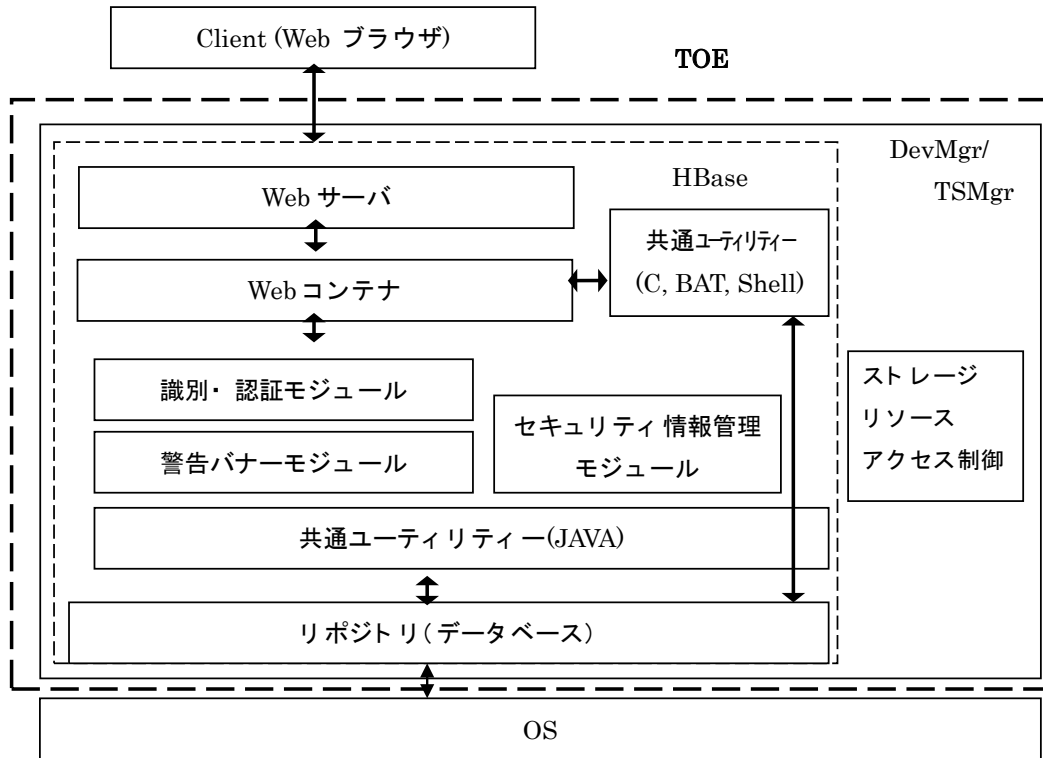 Client (Web ブラウザ)
TOE
DevMgr/
TSMgr
HBase
Web サーバ
共通ユーティリティー
(C, BAT, Shell)
Web コンテナ
識別・認証モジュール
セキュリティ情報管理
モジュール
ストレージ
リソース
アクセス制御
警告バナーモジュール
共通ユーティリティー(JAVA)
リポジトリ(データベース)
OS